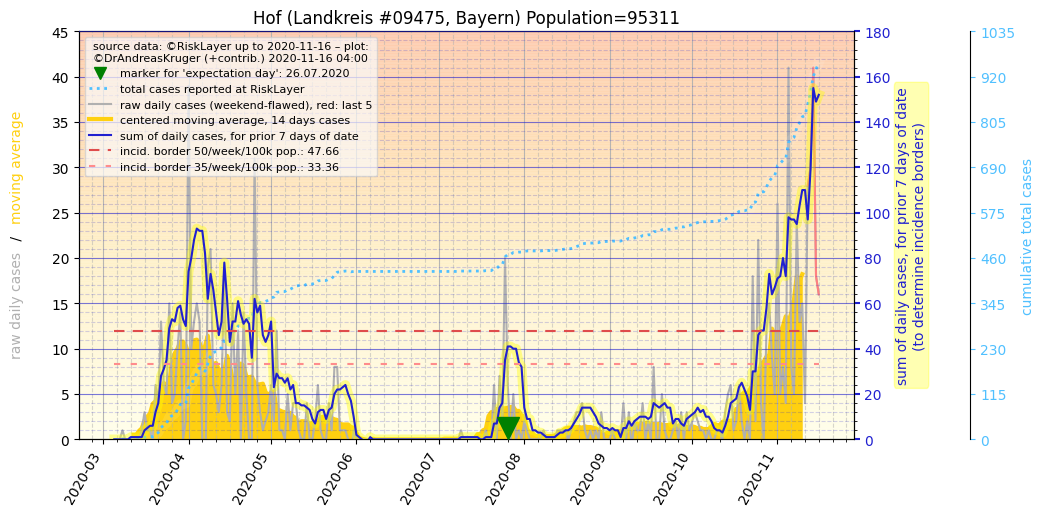 Hof (Landkreis #09475, Bayern) Population=95311
source data: ©RiskLayer up to 2020-11-16 – plot:
©DrAndreasKruger (+contrib.) 2020-11-16 04:00
marker for 'expectation day': 26.07.2020
total cases reported at RiskLayer
raw daily cases (weekend-flawed), red: last 5
centered moving average, 14 days cases
sum of daily cases, for prior 7 days of date
incid. border 50/week/100k pop.: 47.66
incid. border 35/week/100k pop.: 33.36
raw daily cases / moving average
45
40
35
30
25
20
15
10
5
0
2020-03
2020-04
2020-05
2020-06
2020-07
2020-08
2020-09
2020-10
2020-11
180
160
140
120
100
80
60
40
20
0
sum of daily cases, for prior 7 days of date
(to determine incidence borders)
1035
920
805
690
575
460
345
230
115
0
cumulative total cases